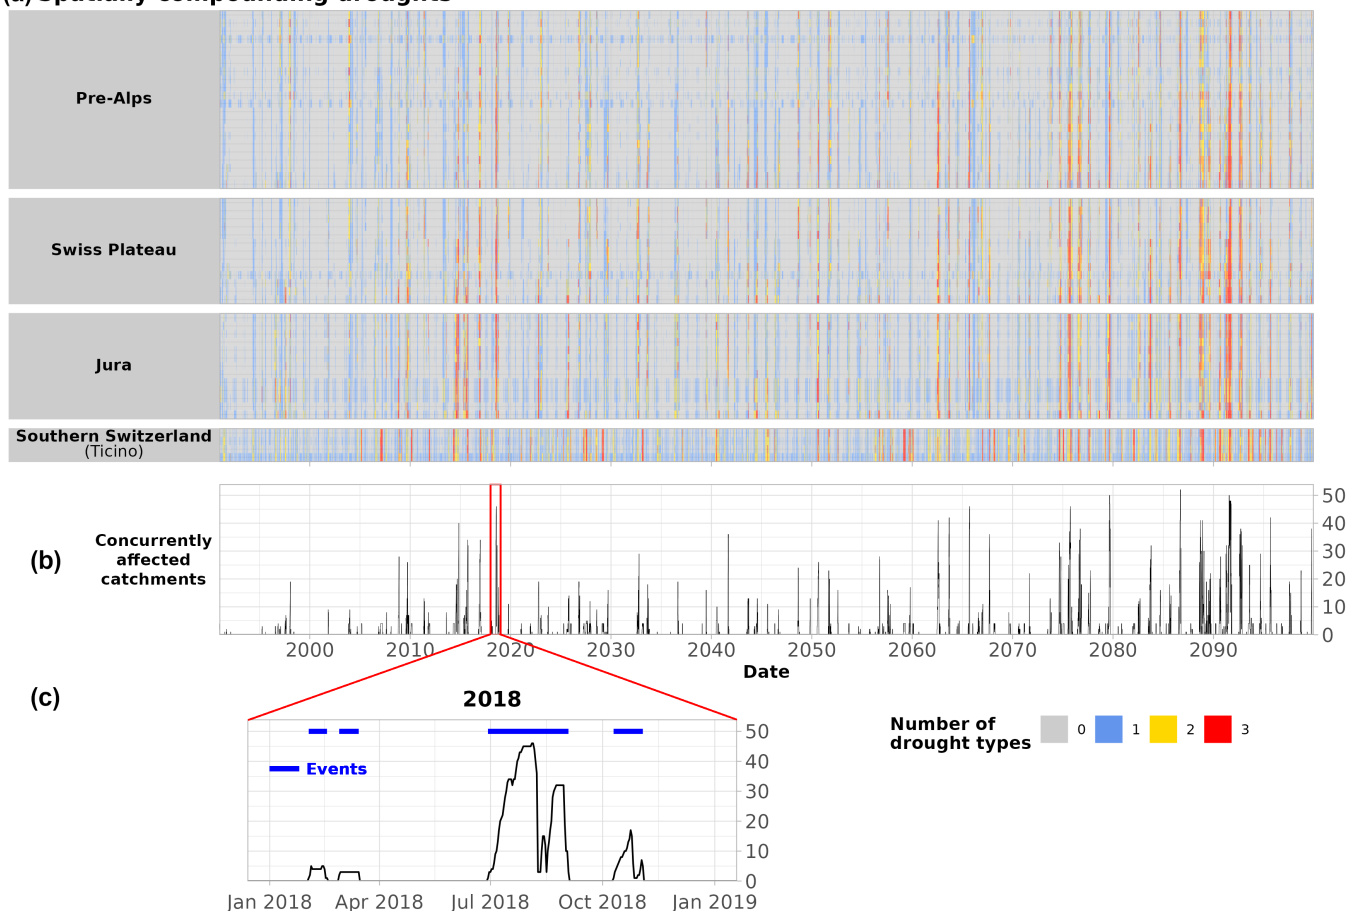 (a) Spatially compounding droughts
Pre-Alps
Swiss Plateau
Jura
Southern Switzerland
(Ticino)
(b)
Concurrently
affected
catchments
50
40
30
20
10
0
2000 2010 2020 2030 2040 2050 2060 2070 2080 2090
Date
(c)
2018
Events
50
40
30
20
10
0
Jan 2018 Apr 2018 Jul 2018 Oct 2018 Jan 2019
Number of
drought types
0 1 2 3